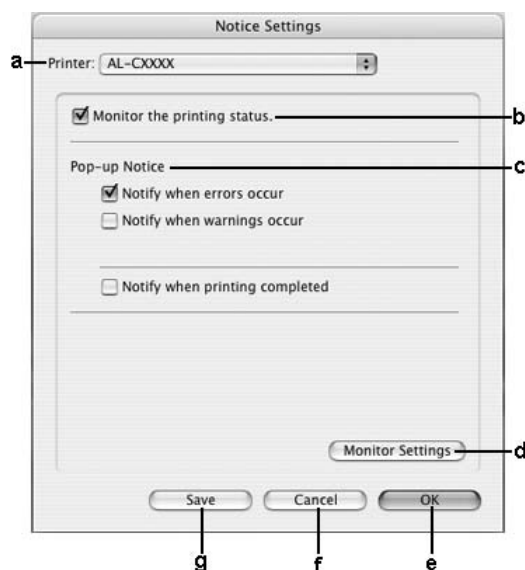 Notice Settings
a Printer: AL-CXXXX
Monitor the printing status. b
Pop-up Notice c
Notify when errors occur
Notify when warnings occur
Notify when printing completed
Monitor Settings d
Save Cancel OK
g f e